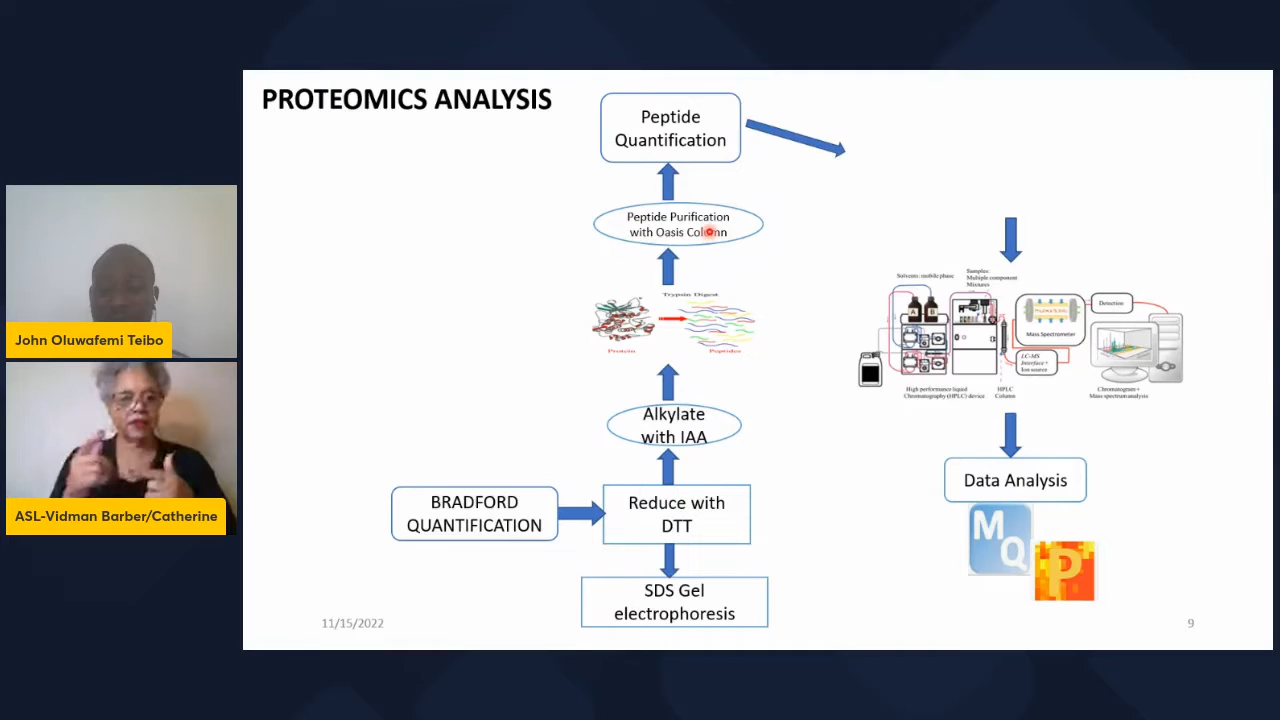 PROTEOMICS ANALYSIS
Peptide
Quantification
Peptide Purification
with Oasis Column
Trypsin Digest
Protein
Peptides
Alkylate
with IAA
BRADFORD
QUANTIFICATION
Reduce with
DTT
SDS Gel
electrophoresis
Solvents: mobile phase
Samples:
Multiple component
Mixtures
A
B
Mass Spectrometer
Detection
LC-MS
Interface+
Ion source
High performance liquid
Chromatography (HPLC) device
HPLC
Column
Chromatogram+
Mass spectrum analysis
Data Analysis
MQ
P
11/15/2022
9
John Oluwafemi Teibo
ASL-Vidman Barber/Catherine